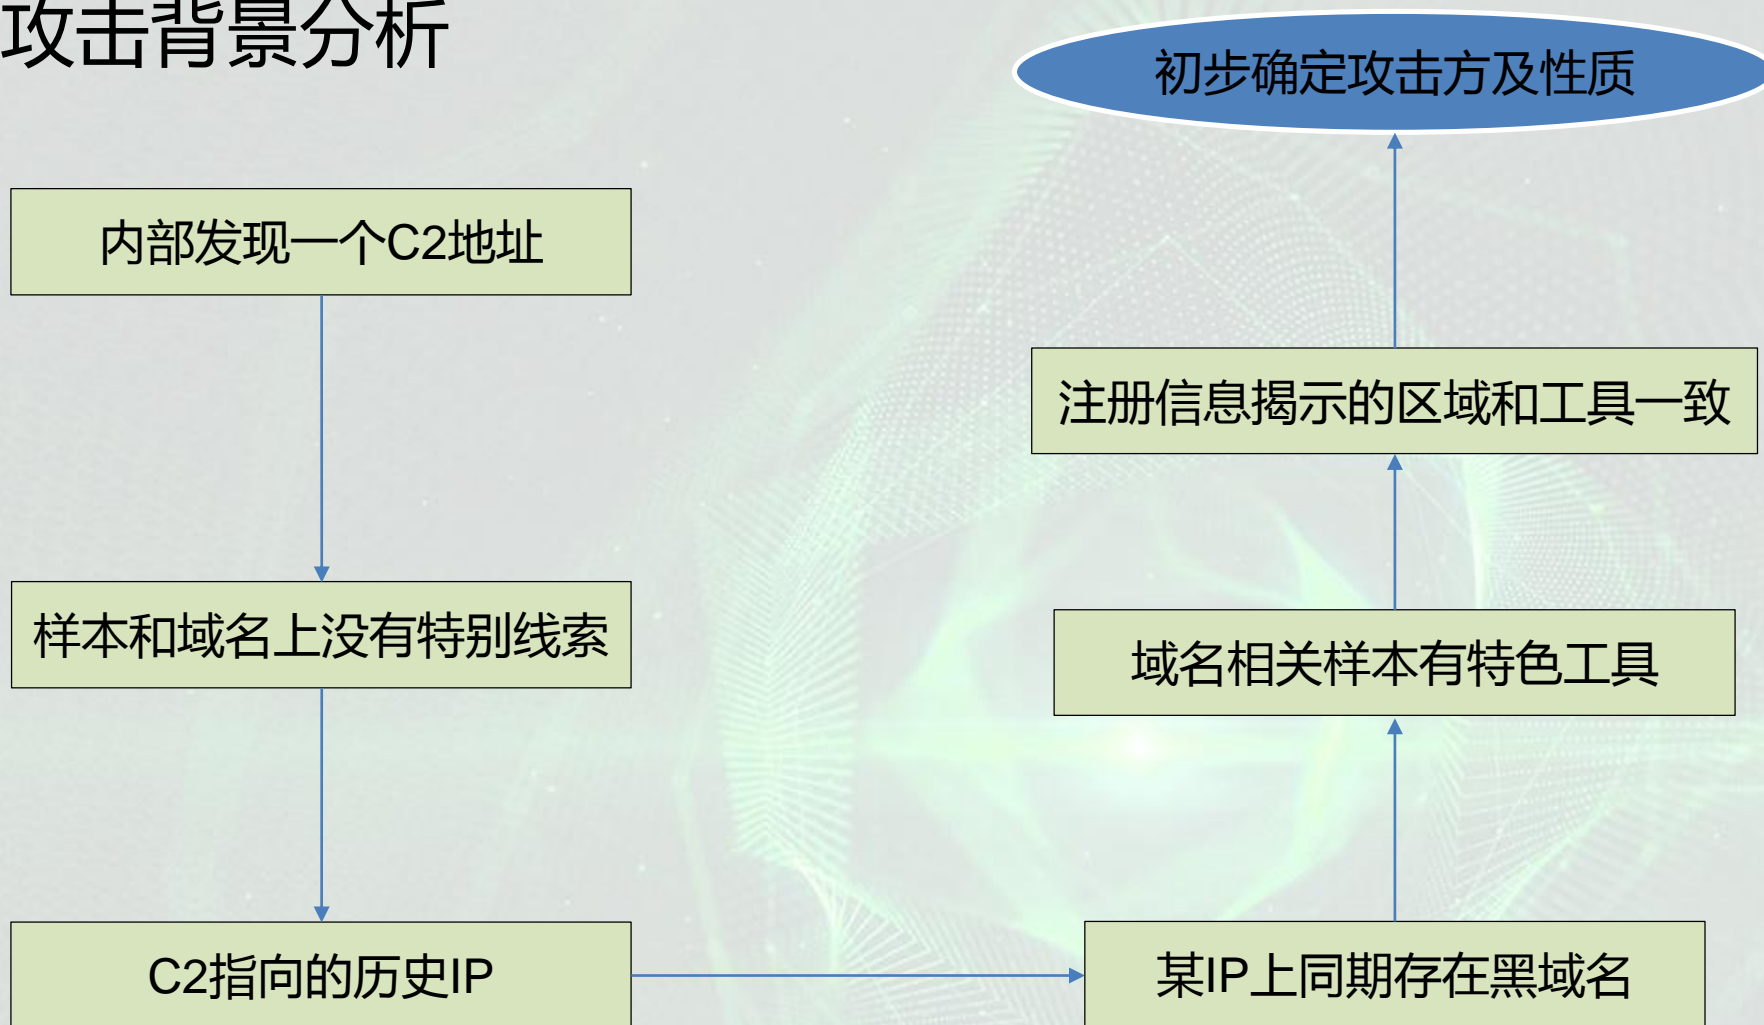 攻击背景分析
初步确定攻击方及性质
内部发现一个C2地址
注册信息揭示的区域和工具一致
样本和域名上没有特别线索
域名相关样本有特色工具
C2指向的历史IP
某IP上同期存在黑域名